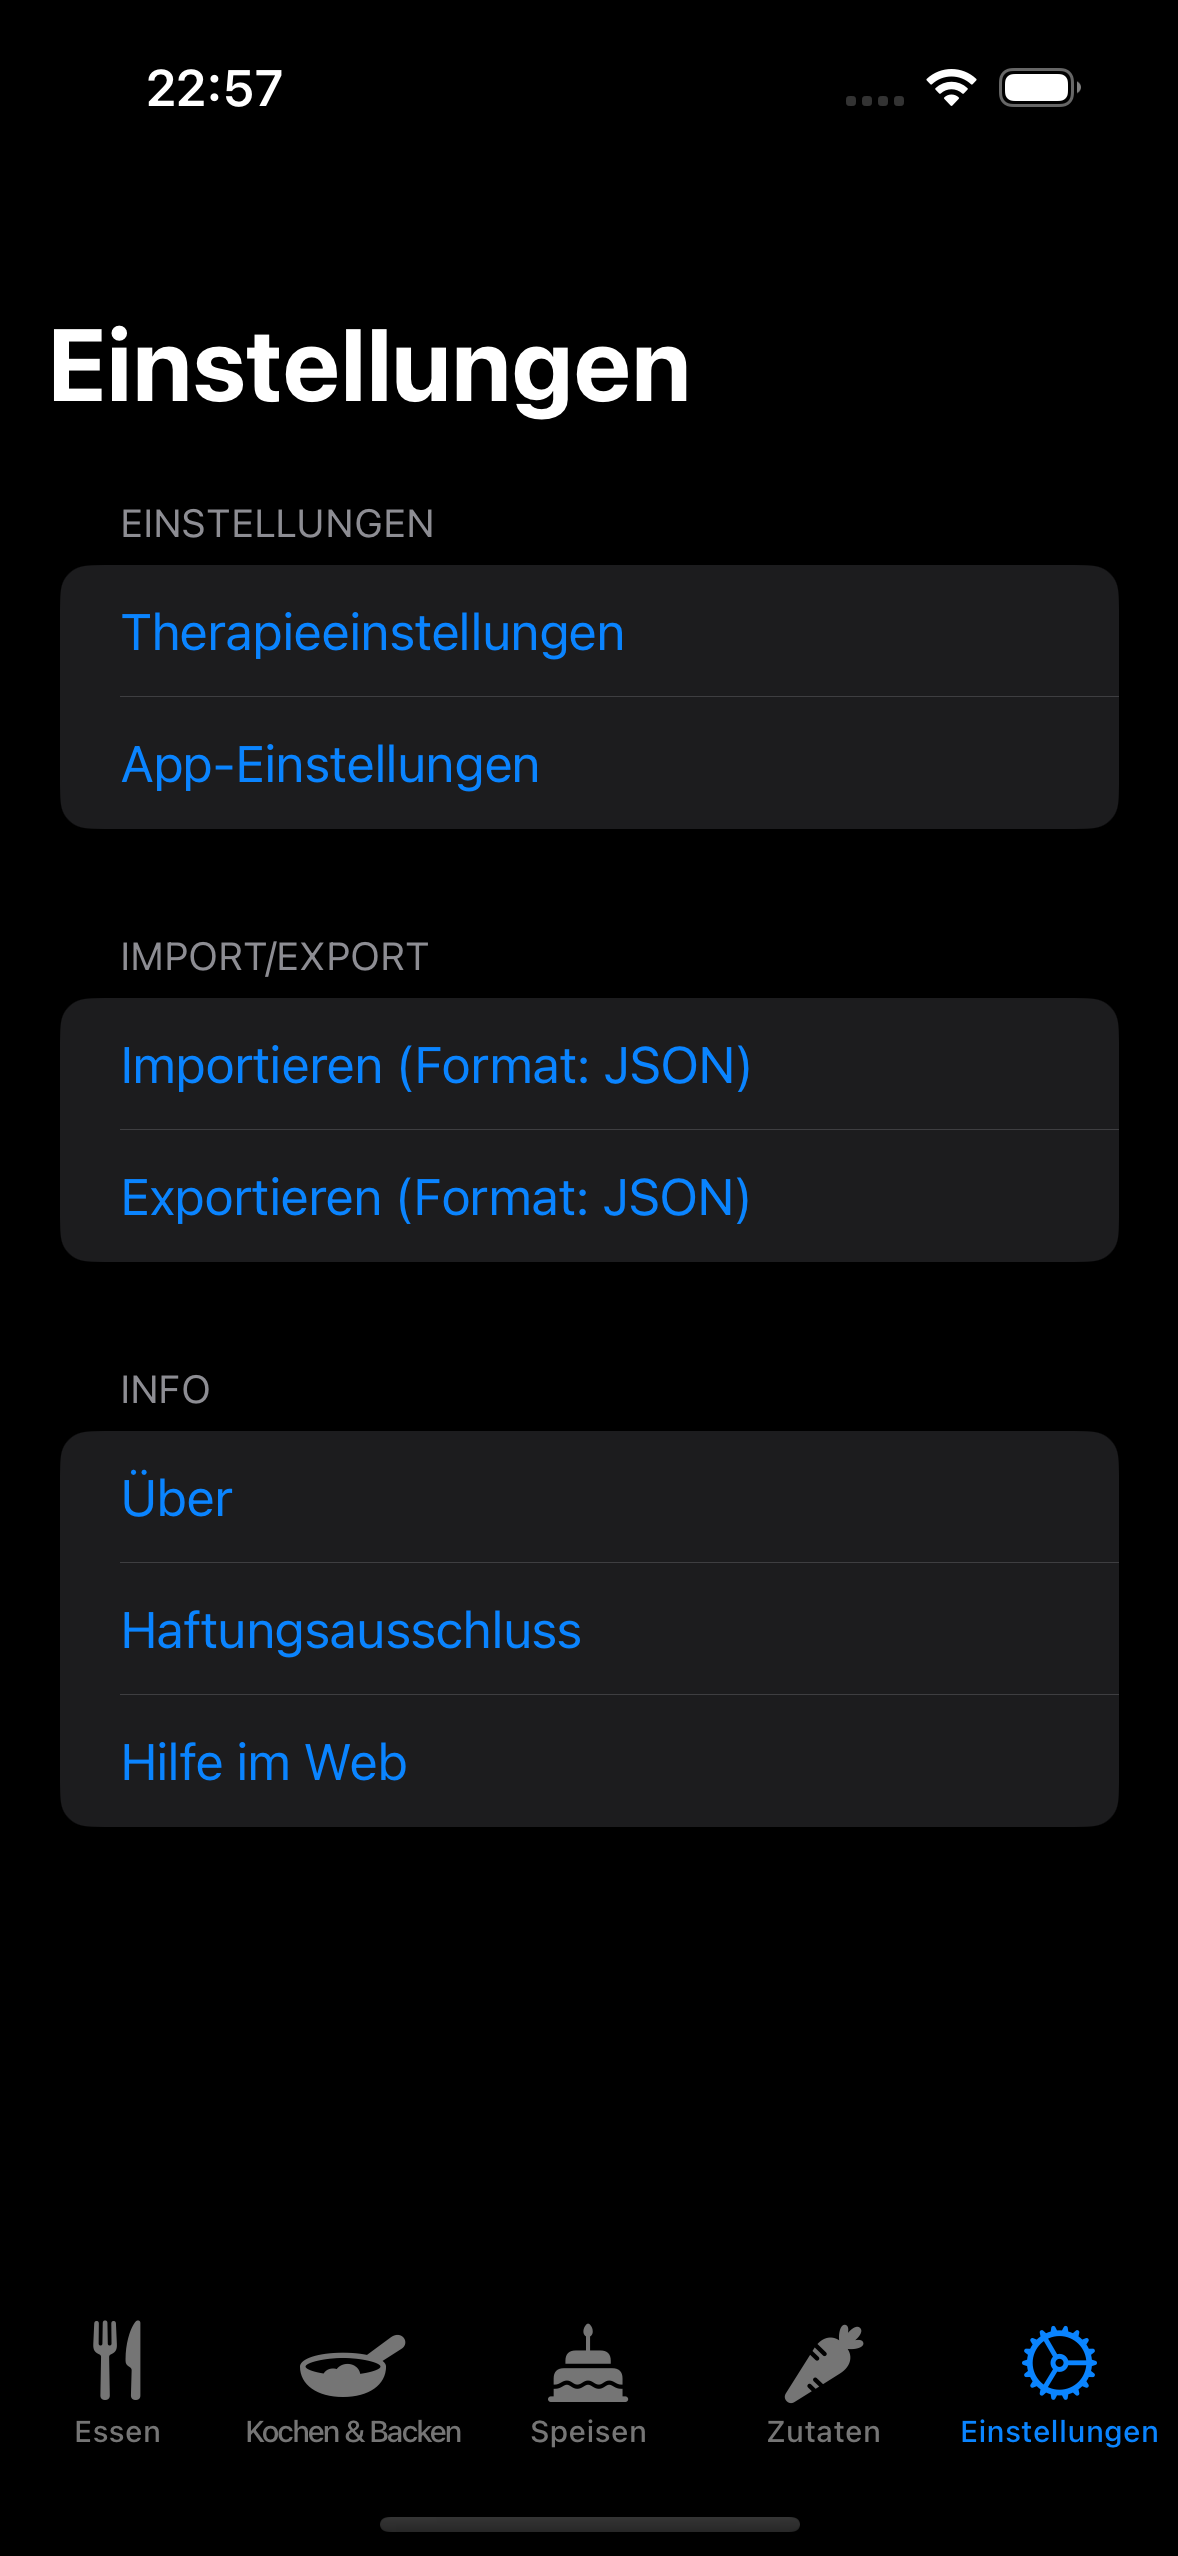 22:57
Einstellungen
EINSTELLUNGEN
Therapieeinstellungen
App-Einstellungen
IMPORT/EXPORT
Importieren (Format: JSON)
Exportieren (Format: JSON)
INFO
Über
Haftungsausschluss
Hilfe im Web
Essen
Kochen & Backen
Speisen
Zutaten
Einstellungen